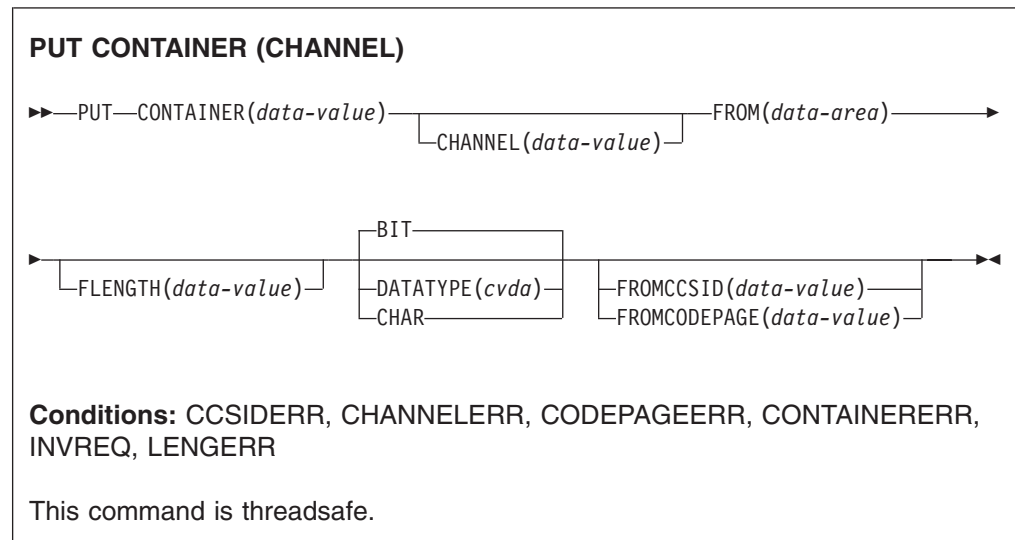 PUT CONTAINER (CHANNEL)
PUT CONTAINER(data-value) FROM(data-area)
CHANNEL(data-value)
BIT
FLENGTH(data-value) DATATYPE(cvda) FROMCCSID(data-value)
CHAR FROMCODEPAGE(data-value)
Conditions: CCSIDERR, CHANNELERR, CODEPAGEERR, CONTAINERERR,
INVREQ, LENGERR
This command is threadsafe.